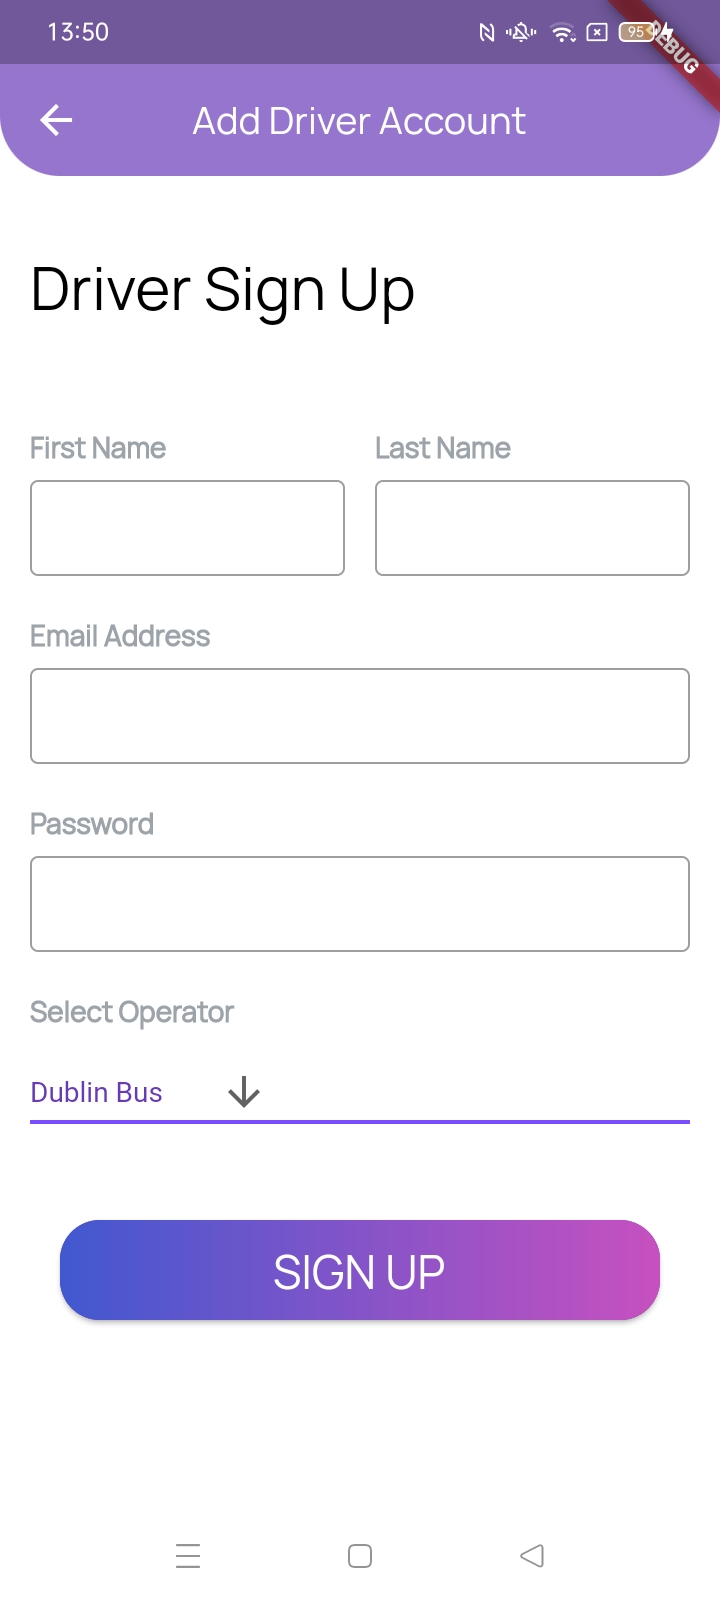 13:50
95
DEBUG
Add Driver Account
Driver Sign Up
First Name Last Name
Email Address
Password
Select Operator
Dublin Bus
SIGN UP